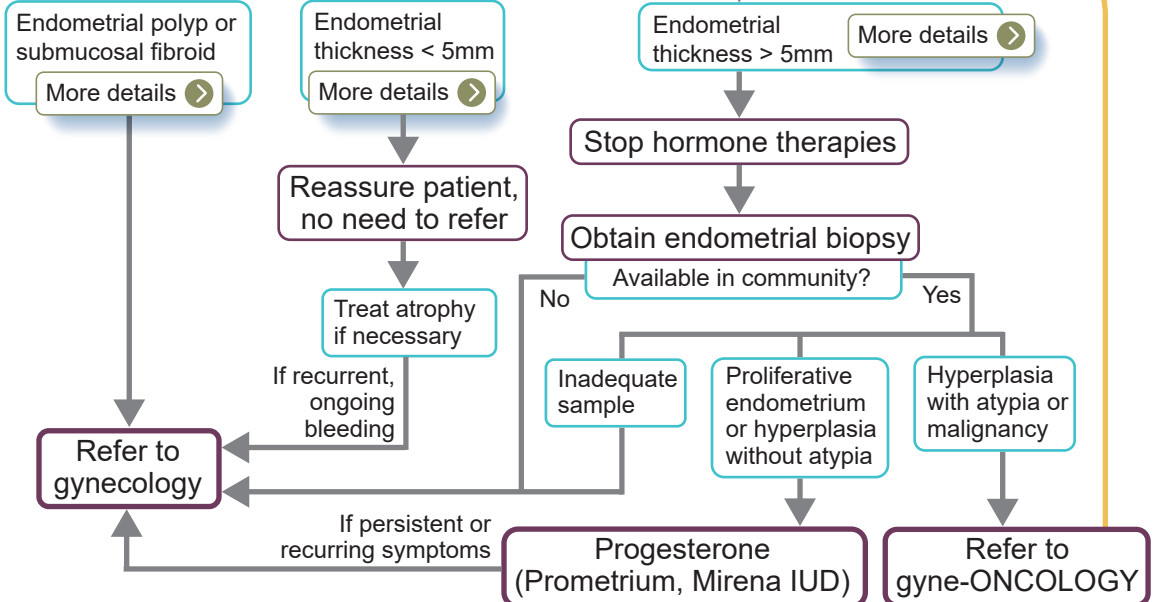 Endometrial polyp or
submucosal fibroid
More details
Endometrial
thickness < 5mm
More details
Endometrial
thickness > 5mm
More details
Stop hormone therapies
Reassure patient,
no need to refer
Obtain endometrial biopsy
Available in community?
No
Yes
Treat atrophy
if necessary
If recurrent,
ongoing
bleeding
Inadequate
sample
Proliferative
endometrium
or hyperplasia
without atypia
Hyperplasia
with atypia or
malignancy
Refer to
gynecology
If persistent or
recurring symptoms
Progesterone
(Prometrium, Mirena IUD)
Refer to
gyne-ONCOLOGY